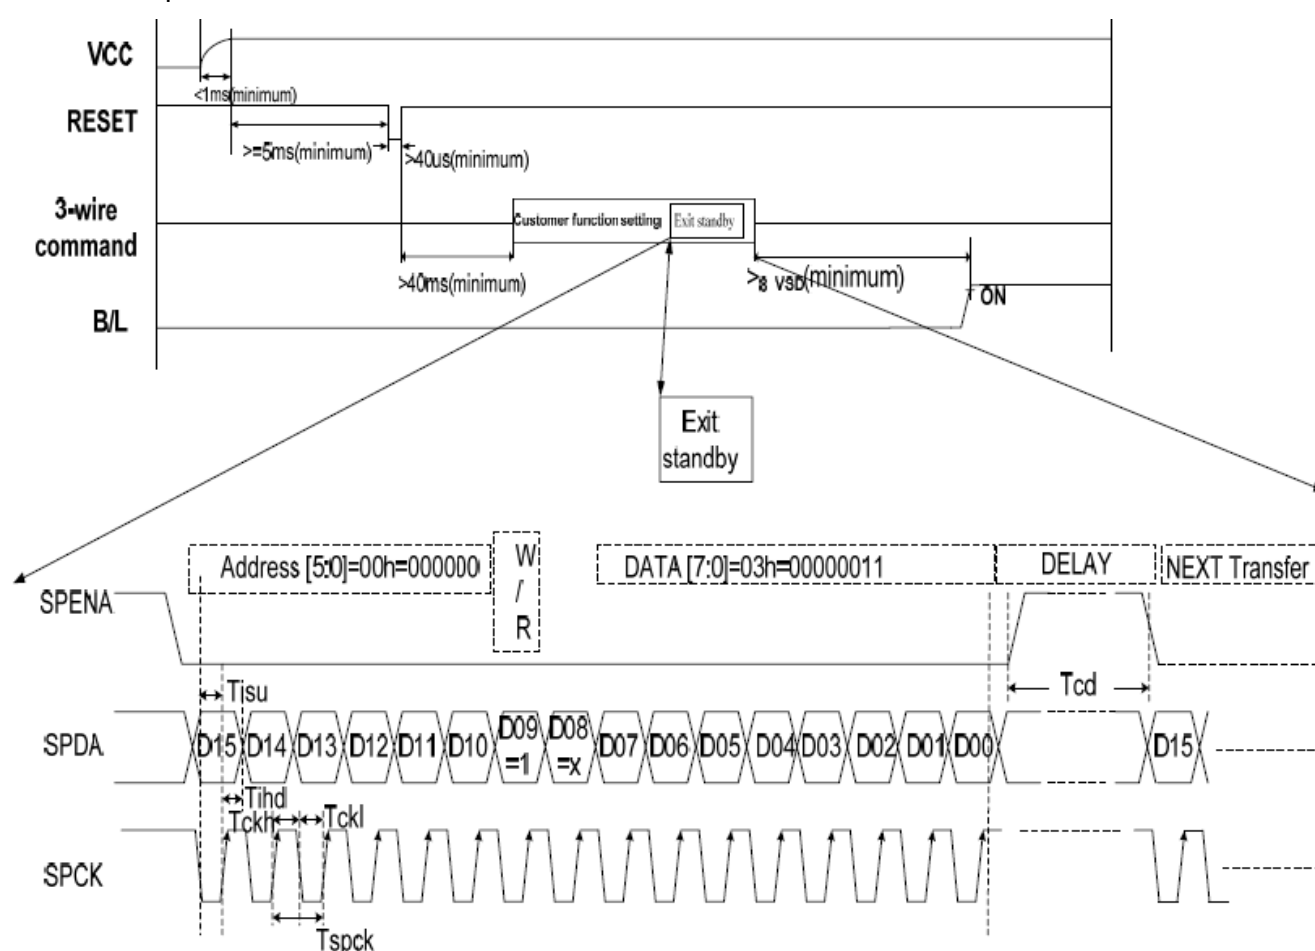 VCC
<1ms(minimum)
RESET
>=5ms(minimum)
>40us(minimum)
3-wire
command
Customer function setting
Exit standby
>40ms(minimum)
>8 VSD(minimum)
ON
B/L
Exit
standby
Address [5:0]=00h=000000
W
/
R
DATA [7:0]=03h=00000011
DELAY
NEXT Transfer
SPENA
Tisu
Tcd
SPDA
D15
D14
D13
D12
D11
D10
D09
=1
D08
=x
D07
D06
D05
D04
D03
D02
D01
D00
D15
Tihd
Tckh
Tckl
SPCK
Tspck